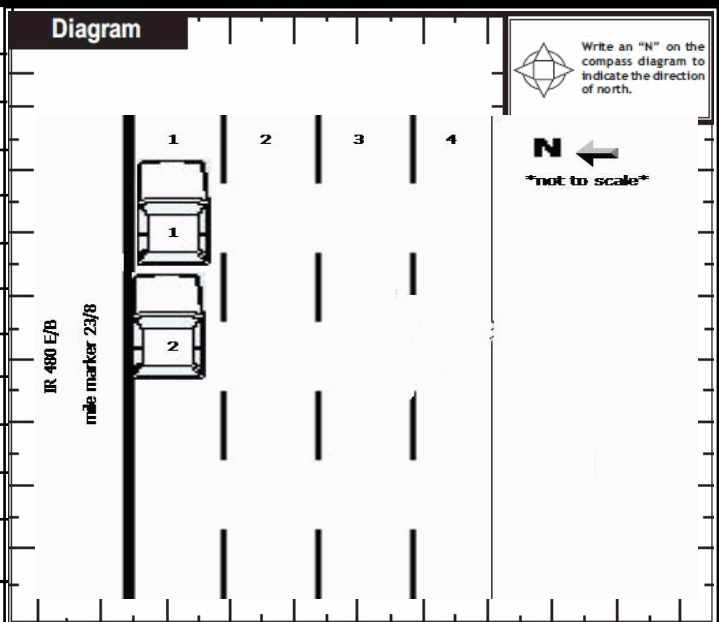 Diagram
Write an “N” on the
compass diagram to
indicate the direction
of north.
1 2 3 4
N
*not to scale*
1
2
IR 480 E/B
mile marker 23/8